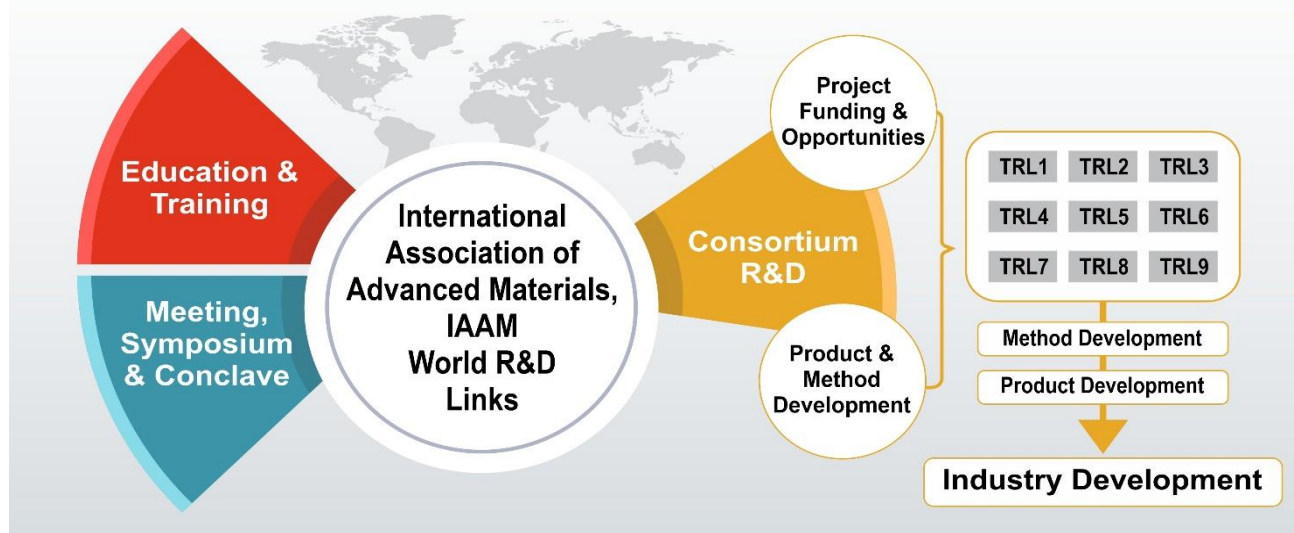 Education &
Training
Meeting,
Symposium
& Conclave
International
Association of
Advanced Materials,
IAAM
World R&D
Links
Consortium
R&D
Project
Funding &
Opportunities
Product &
Method
Development
TRL1 TRL2 TRL3
TRL4 TRL5 TRL6
TRL7 TRL8 TRL9
Method Development
Product Development
Industry Development